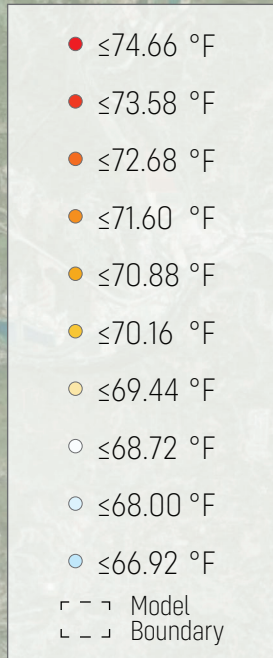 ≤74.66 °F
≤73.58 °F
≤72.68 °F
≤71.60 °F
≤70.88 °F
≤70.16 °F
≤69.44 °F
≤68.72 °F
≤68.00 °F
≤66.92 °F
Model
Boundary